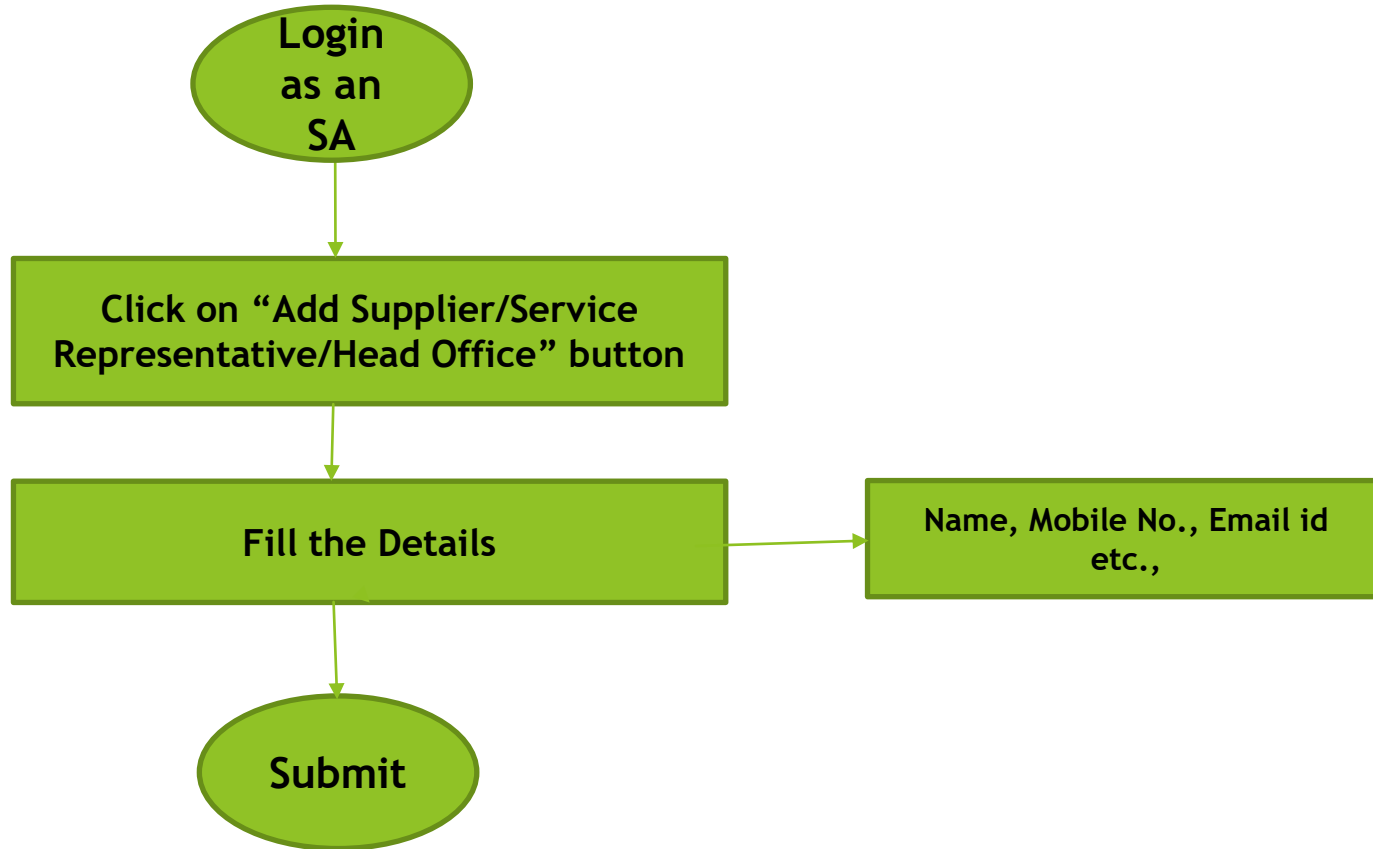 Login
as an
SA
Click on “Add Supplier/Service
Representative/Head Office” button
Fill the Details
Name, Mobile No., Email id
etc.,
Submit